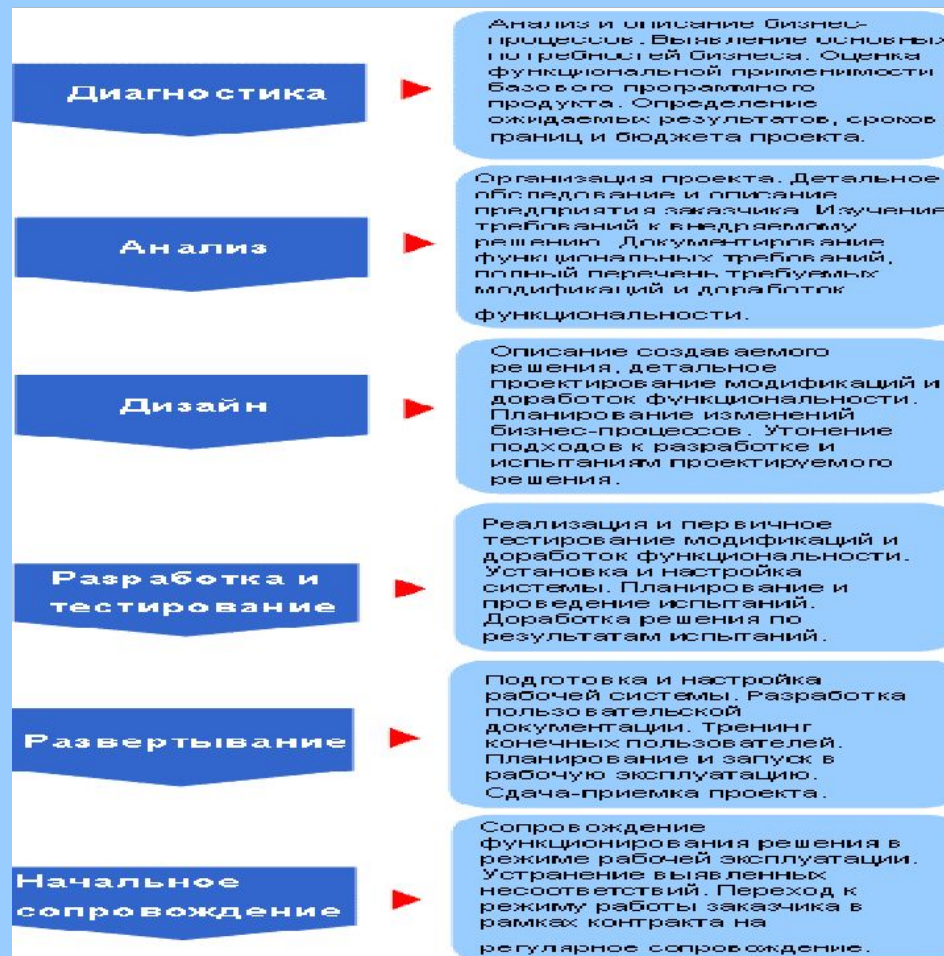 Диагностика
Анализ и описание бизнес-
процессов. Выявление основных
потребностей бизнеса. Оценка
функциональной применимости
базового программного
продукта. Определение
ожидаемых результатов, сроков
границ и бюджета проекта.
Анализ
Организация проекта. Детальное
обследование и описание
предприятия заказчика. Изучение
требований к внедряемому
решению. Документирование
функциональных требований,
полный перечень требуемых
модификаций и доработок
функциональности.
Дизайн
Описание создаваемого
решения, детальное
проектирование модификаций и
доработок функциональности.
Планирование изменений
бизнес-процессов. Утонение
подходов к разработке и
испытаниям проектируемого
решения.
Разработка и
тестирование
Реализация и первичное
тестирование модификаций и
доработок функциональности.
Установка и настройка
системы. Планирование и
проведение испытаний.
Доработка решения по
результатам испытаний.
Развертывание
Подготовка и настройка
рабочей системы. Разработка
пользовательской
документации. Тренинг
конечных пользователей.
Планирование и запуск в
рабочую эксплуатацию.
Сдача-приемка проекта.
Начальное
сопровождение
Сопровождение
функционирования решения в
режиме рабочей эксплуатации.
Устранение выявленных
несоответствий. Переход к
режиму работы заказчика в
рамках контракта на
регулярное сопровождение.